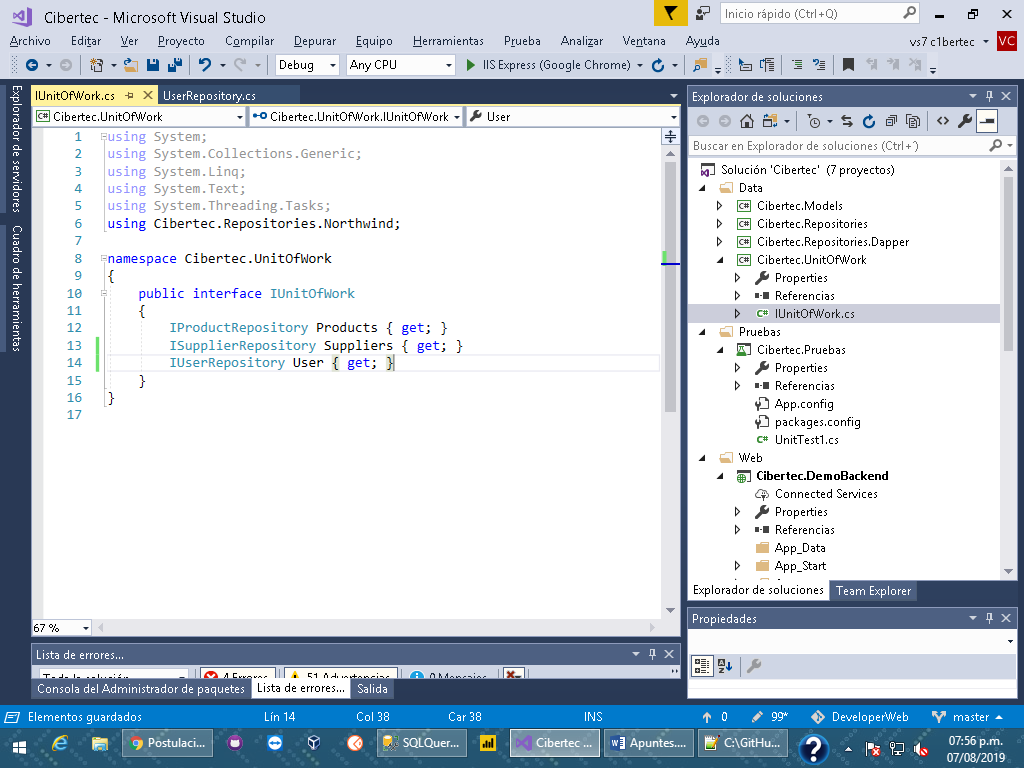 Cibertec - Microsoft Visual Studio
Inicio rápido (Ctrl+Q)
Archivo Editar Ver Proyecto Compilar Depurar Equipo Herramientas Prueba Analizar Ventana Ayuda vs7 c1bertec VC
Debug Any CPU IIS Express (Google Chrome)
Explorador de servidores
Cuadro de herramientas
IUnitOfWork.cs UserRepository.cs
Cibertec.UnitOfWork Cibertec.UnitOfWork.IUnitOfWork User
1 using System;
2 using System.Collections.Generic;
3 using System.Linq;
4 using System.Text;
5 using System.Threading.Tasks;
6 using Cibertec.Repositories.Northwind;
7
8 namespace Cibertec.UnitOfWork
9 {
10 public interface IUnitOfWork
11 {
12 IProductRepository Products { get; }
13 ISupplierRepository Suppliers { get; }
14 IUserRepository User { get; }
15 }
16 }
17
67 %
Explorador de soluciones
Buscar en Explorador de soluciones (Ctrl+´)
Solución 'Cibertec' (7 proyectos)
Data
Cibertec.Models
Cibertec.Repositories
Cibertec.Repositories.Dapper
Cibertec.UnitOfWork
Properties
Referencias
IUnitOfWork.cs
Pruebas
Cibertec.Pruebas
Properties
Referencias
App.config
packages.config
UnitTest1.cs
Web
Cibertec.DemoBackend
Connected Services
Properties
Referencias
App_Data
App_Start
Explorador de soluciones Team Explorer
Propiedades
Lista de errores...
Toda la solución 4 Errores 51 Advertencias 0 Mensajes
Consola del Administrador de paquetes Lista de errores... Salida
Elementos guardados Lín 14 Col 38 Car 38 INS 0 99* DeveloperWeb master
Postulaci... SQLQuer... Cibertec ... Apuntes.... C:\GitHu...
07:56 p.m.
07/08/2019